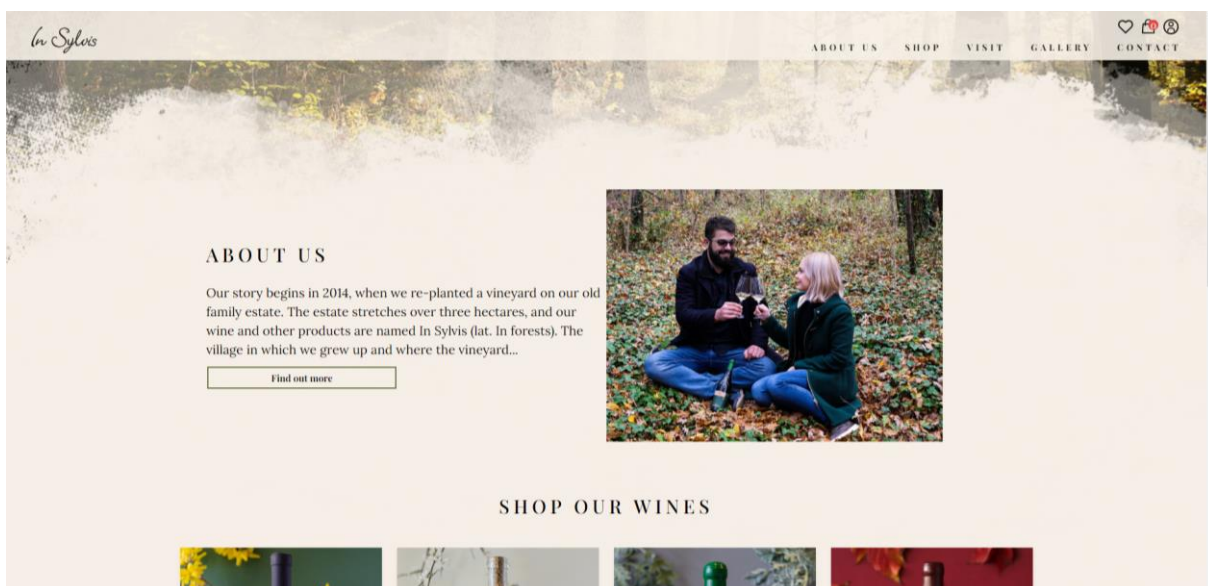 In Sylvis
ABOUT US SHOP VISIT GALLERY CONTACT
ABOUT US
Our story begins in 2014, when we re-planted a vineyard on our old
family estate. The estate stretches over three hectares, and our
wine and other products are named In Sylvis (lat. In forests). The
village in which we grew up and where the vineyard...
Find out more
SHOP OUR WINES